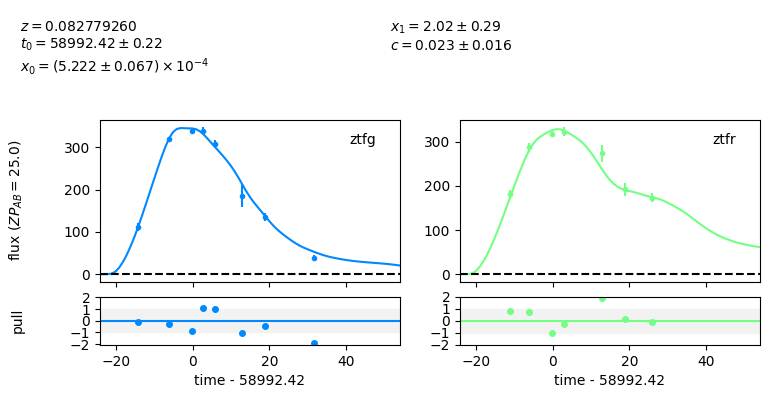 z = 0.082779260
t₀ = 58992.42 ± 0.22
x₀ = (5.222 ± 0.067) × 10⁻⁴
x₁ = 2.02 ± 0.29
c = 0.023 ± 0.016
flux (ZP_AB = 25.0)
300
200
100
0
ztfg
300
200
100
0
ztfr
pull
2
1
0
−1
−2
2
1
0
−1
−2
−20 0 20 40
−20 0 20 40
time - 58992.42
time - 58992.42